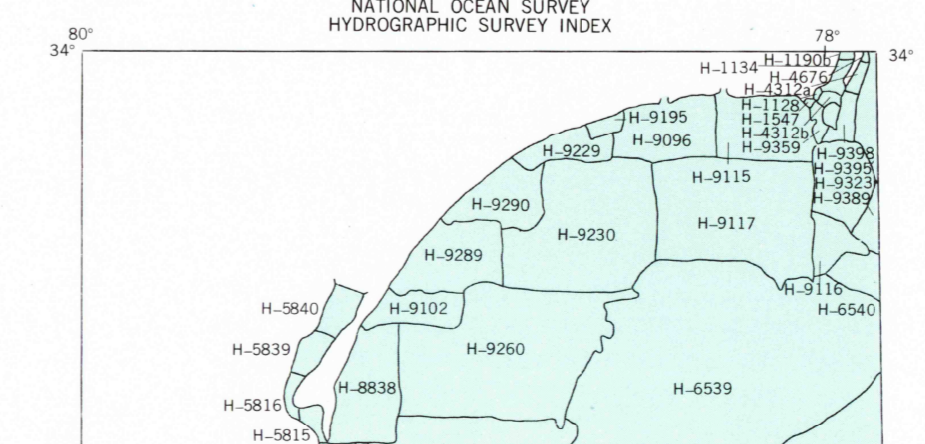 NATIONAL OCEAN SURVEY
HYDROGRAPHIC SURVEY INDEX
80°
78°
34°
34°
H-1134
H-1190b
H-4676
H-4312a
H-1128
H-1547
H-4312b
H-9359
H-9195
H-9096
H-9229
H-9115
H-9398
H-9395
H-9323
H-9389
H-9290
H-9230
H-9117
H-9289
H-9116
H-6540
H-5840
H-9102
H-5839
H-9260
H-8838
H-6539
H-5816
H-5815